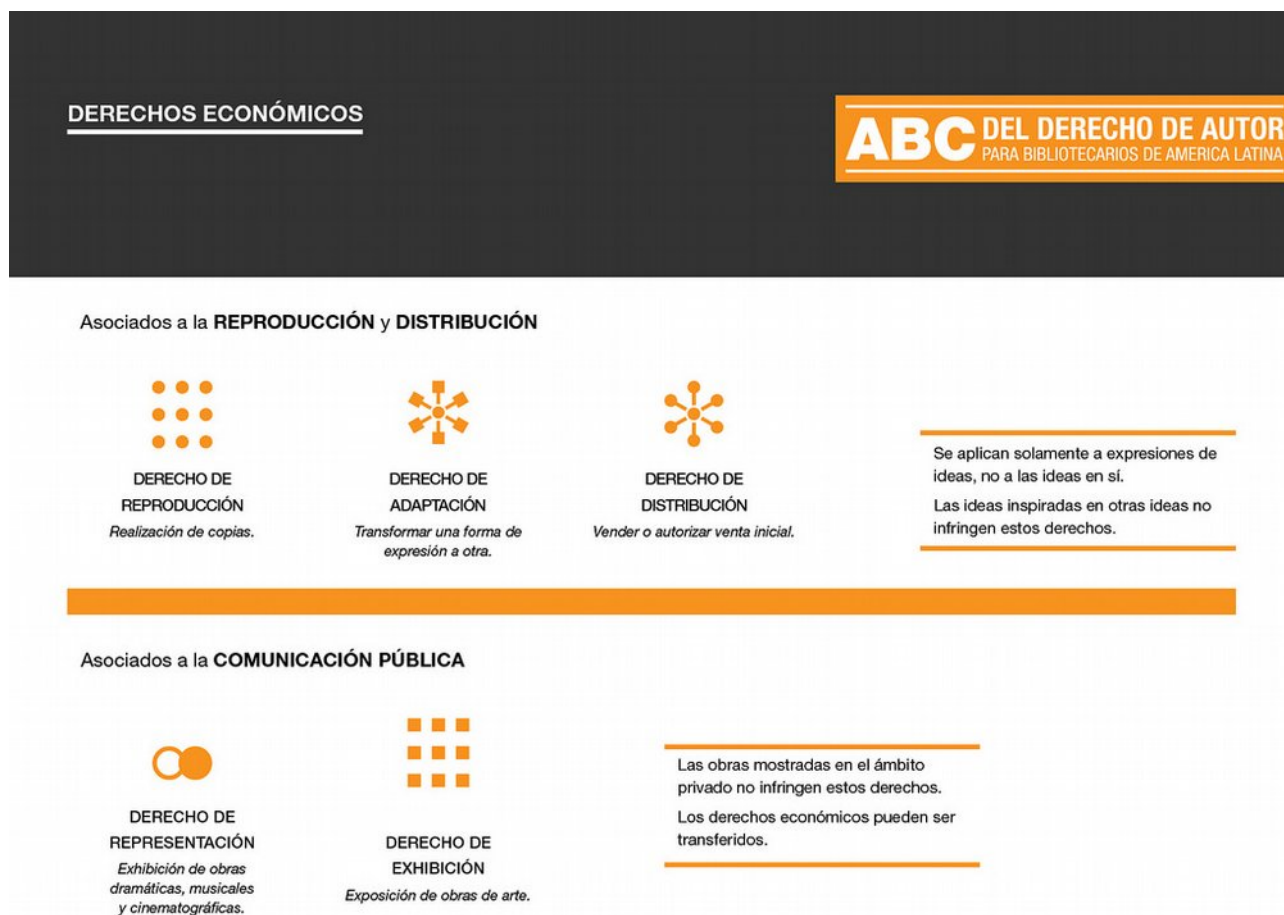 DERECHOS ECONÓMICOS
ABC DEL DERECHO DE AUTOR
PARA BIBLIOTECARIOS DE AMERICA LATINA
Asociados a la REPRODUCCIÓN y DISTRIBUCIÓN
DERECHO DE
REPRODUCCIÓN
Realización de copias.
DERECHO DE
ADAPTACIÓN
Transformar una forma de
expresión a otra.
DERECHO DE
DISTRIBUCIÓN
Vender o autorizar venta inicial.
Se aplican solamente a expresiones de
ideas, no a las ideas en sí.
Las ideas inspiradas en otras ideas no
infringen estos derechos.
Asociados a la COMUNICACIÓN PÚBLICA
DERECHO DE
REPRESENTACIÓN
Exhibición de obras
dramáticas, musicales
y cinematográficas.
DERECHO DE
EXHIBICIÓN
Exposición de obras de arte.
Las obras mostradas en el ámbito
privado no infringen estos derechos.
Los derechos económicos pueden ser
transferidos.